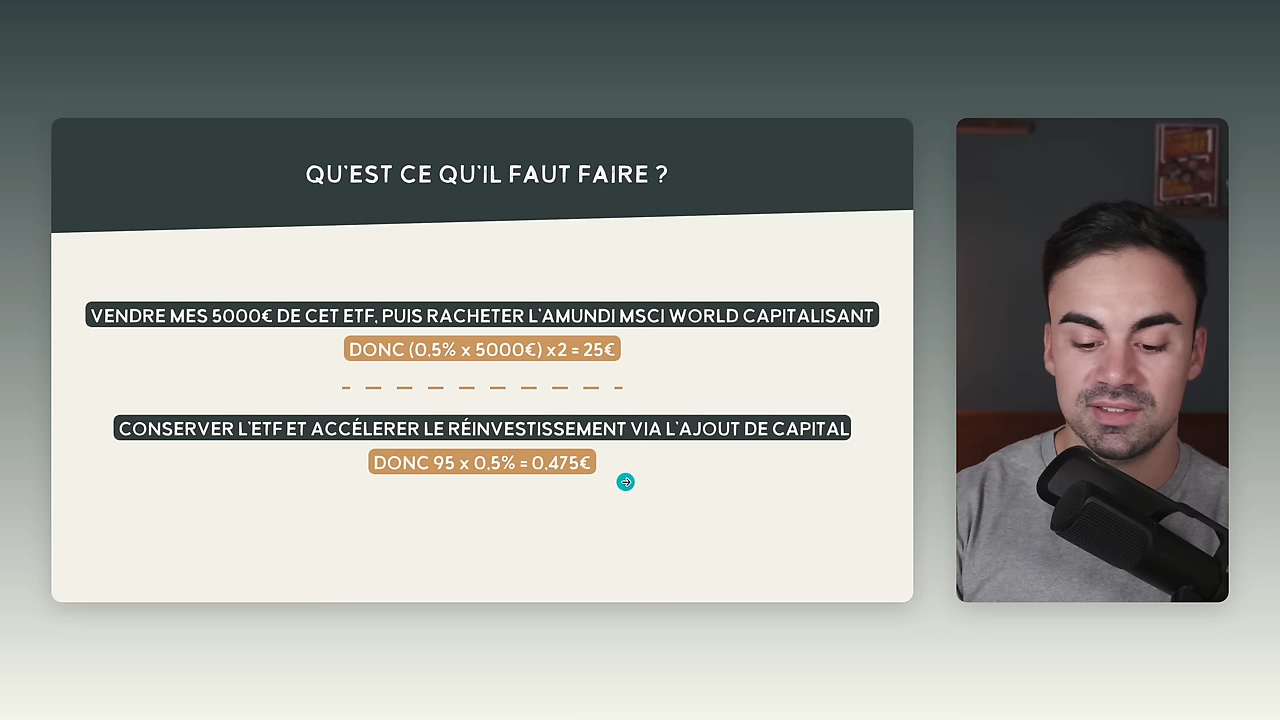 QU'EST CE QU'IL FAUT FAIRE ?
VENDRE MES 5000€ DE CET ETF, PUIS RACHETER L'AMUNDI MSCI WORLD CAPITALISANT
DONC (0,5% x 5000€) x2 = 25€
CONSERVER L'ETF ET ACCÉLERER LE RÉINVESTISSEMENT VIA L'AJOUT DE CAPITAL
DONC 95 x 0,5% = 0,475€